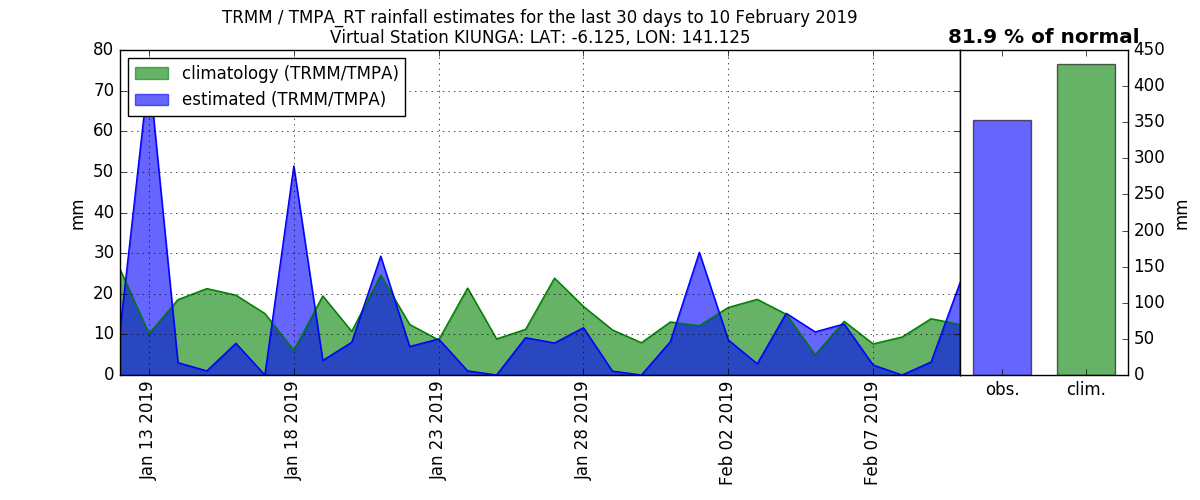 TRMM / TMPA_RT rainfall estimates for the last 30 days to 10 February 2019
Virtual Station KIUNGA: LAT: -6.125, LON: 141.125
81.9 % of normal
climatology (TRMM/TMPA)
estimated (TRMM/TMPA)
80
70
60
50
40
30
20
10
0
mm
Jan 13 2019
Jan 18 2019
Jan 23 2019
Jan 28 2019
Feb 02 2019
Feb 07 2019
obs.
clim.
450
400
350
300
250
200
150
100
50
0
mm